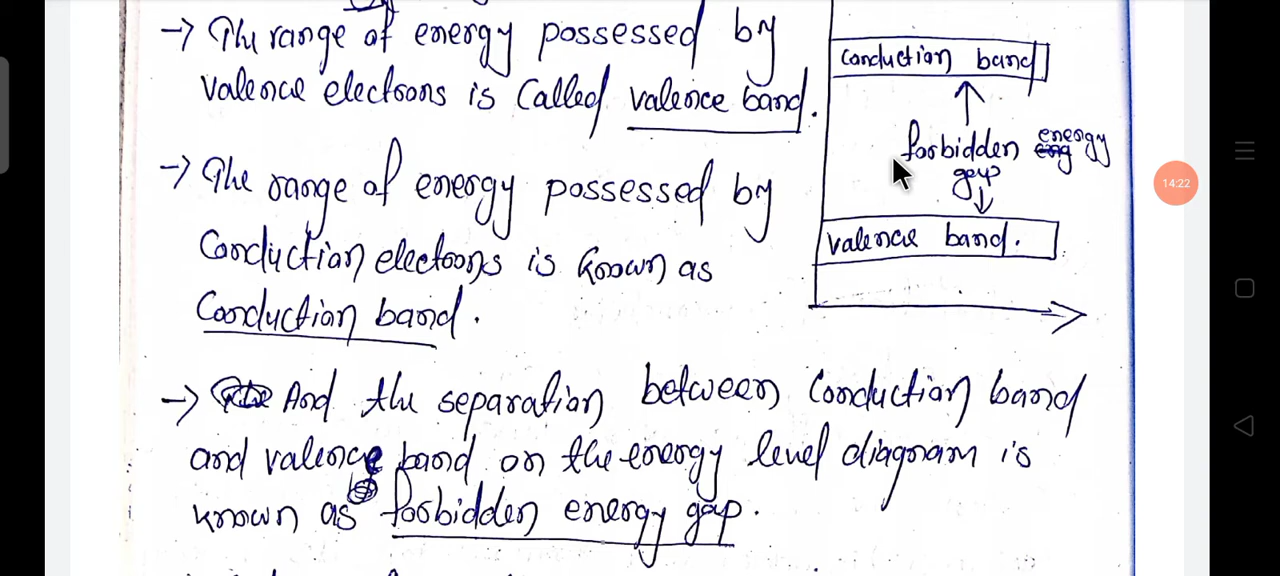 → The range of energy possessed by
valence electrons is called valence band.
→ The range of energy possessed by
Conduction electrons is known as
Conduction band.
→ And the separation between Conduction band
and valence band on the energy level diagram is
known as forbidden energy gap.
conduction band
forbidden energy
gap
valence band.
14:22